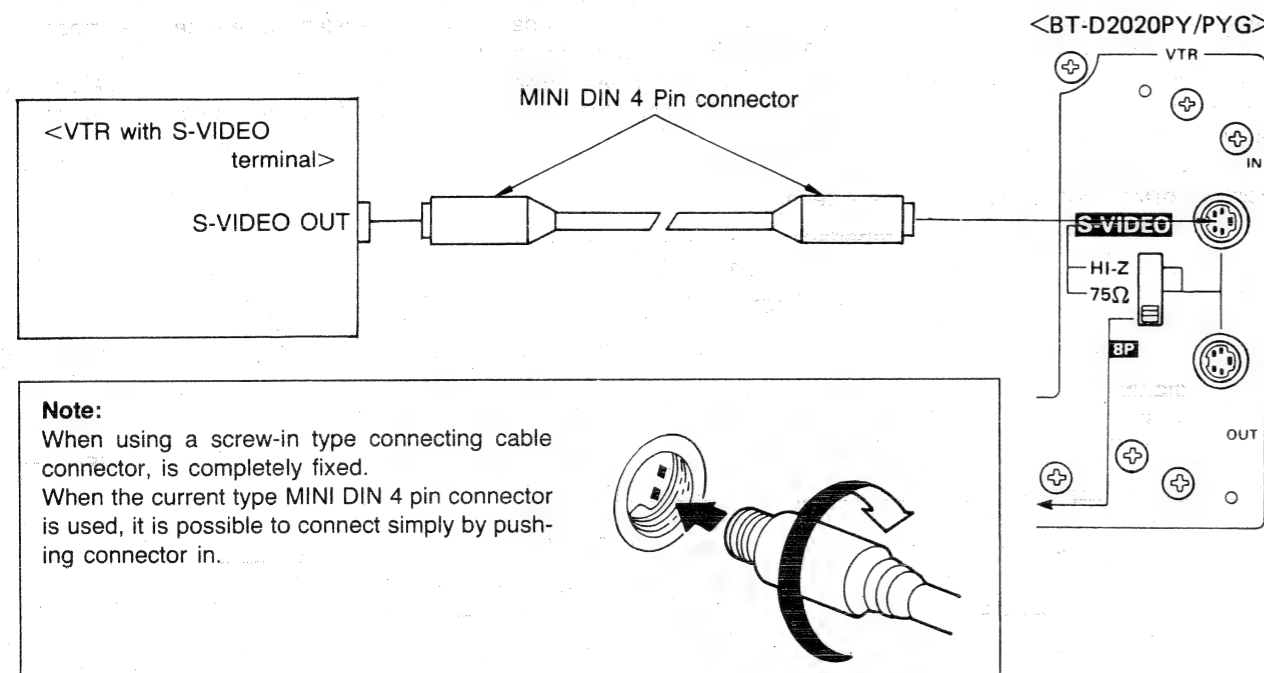 <BT-D2020PY/PYG>
VTR
MINI DIN 4 Pin connector
<VTR with S-VIDEO
terminal>
IN
S-VIDEO OUT
S-VIDEO
HI-Z
75Ω
8P
OUT
Note:
When using a screw-in type connecting cable
connector, is completely fixed.
When the current type MINI DIN 4 pin connector
is used, it is possible to connect simply by push-
ing connector in.